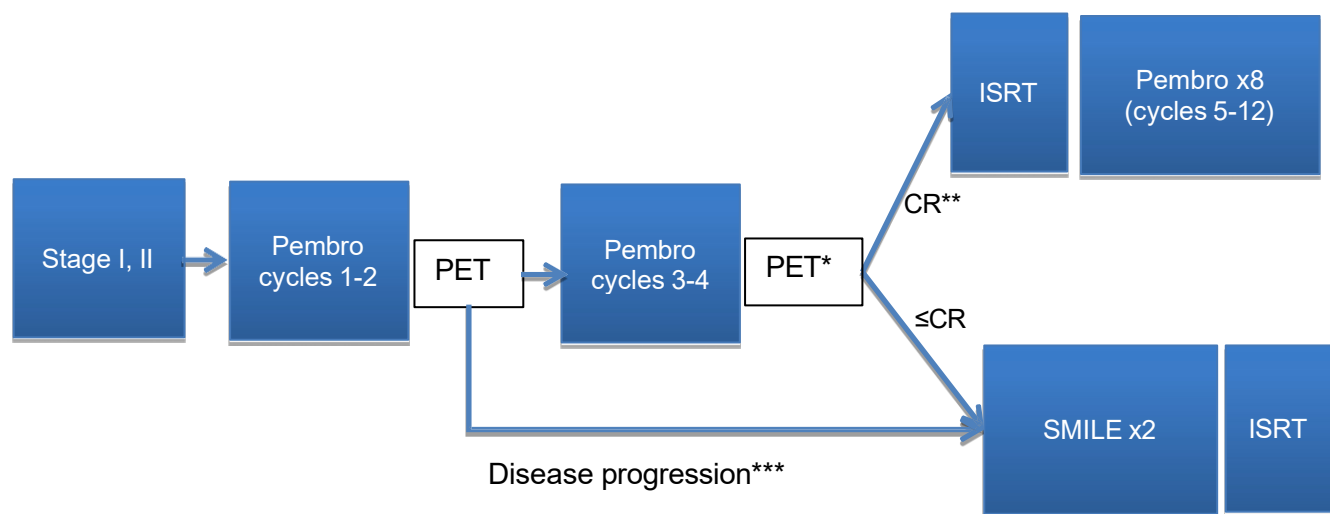 Stage I, II
Pembro
cycles 1-2
PET
Pembro
cycles 3-4
PET*
CR**
ISRT
Pembro x8
(cycles 5-12)
≤CR
SMILE x2
ISRT
Disease progression***